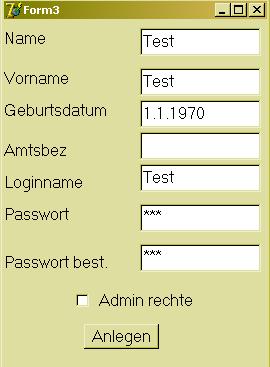 Form3
Name Test
Vorname Test
Geburtsdatum 1.1.1970
Amtsbez
Loginname Test
Passwort ***
Passwort best. ***
Admin rechte
Anlegen